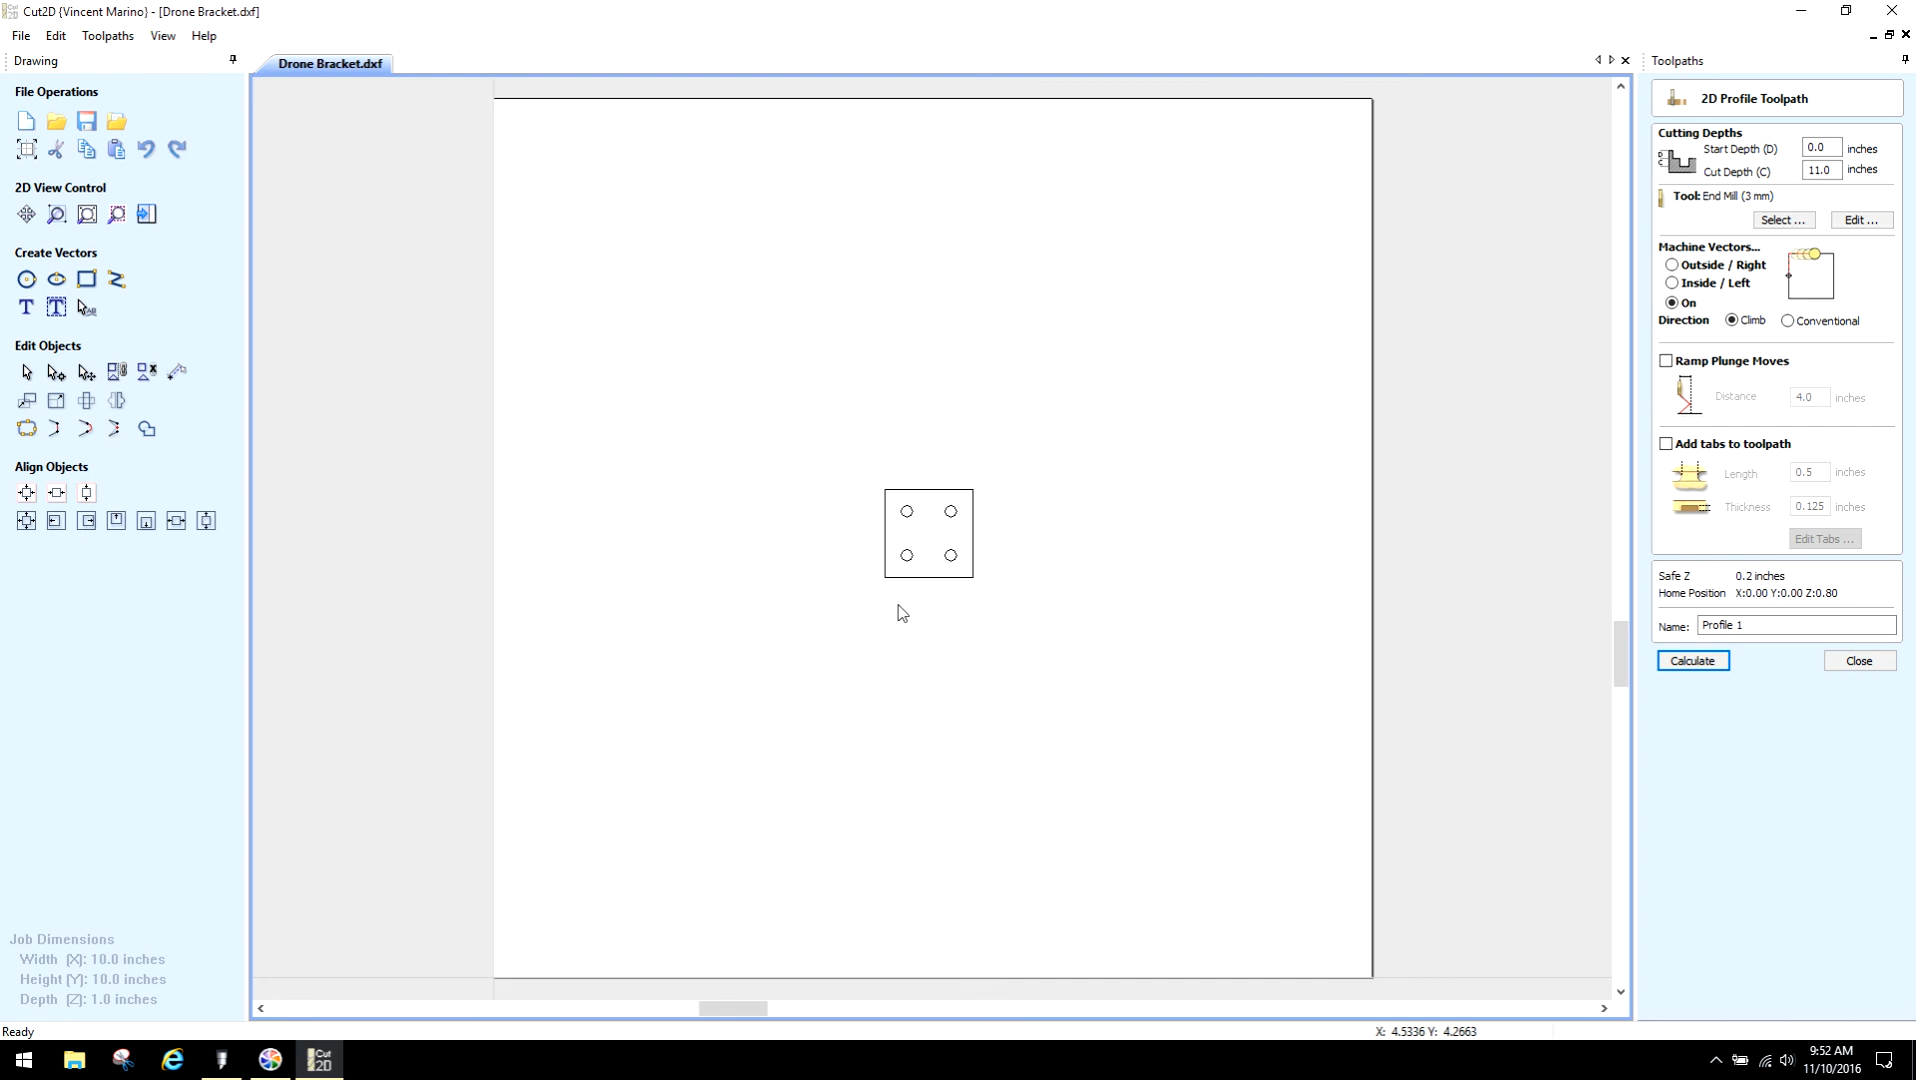 Cut2D {Vincent Marino} - [Drone Bracket.dxf]
File Edit Toolpaths View Help
Drawing
File Operations
2D View Control
Create Vectors
Edit Objects
Align Objects
Job Dimensions
Width (X): 10.0 inches
Height (Y): 10.0 inches
Depth (Z): 1.0 inches
Drone Bracket.dxf
Toolpaths
2D Profile Toolpath
Cutting Depths
Start Depth (D) 0.0 inches
Cut Depth (C) 11.0 inches
Tool: End Mill (3 mm)
Select ... Edit ...
Machine Vectors...
Outside / Right
Inside / Left
On
Direction Climb Conventional
Ramp Plunge Moves
Distance 4.0 inches
Add tabs to toolpath
Length 0.5 inches
Thickness 0.125 inches
Edit Tabs ...
Safe Z 0.2 inches
Home Position X:0.00 Y:0.00 Z:0.80
Name: Profile 1
Calculate Close
Ready X: 4.5336 Y: 4.2663
Cut
2D
9:52 AM
11/10/2016